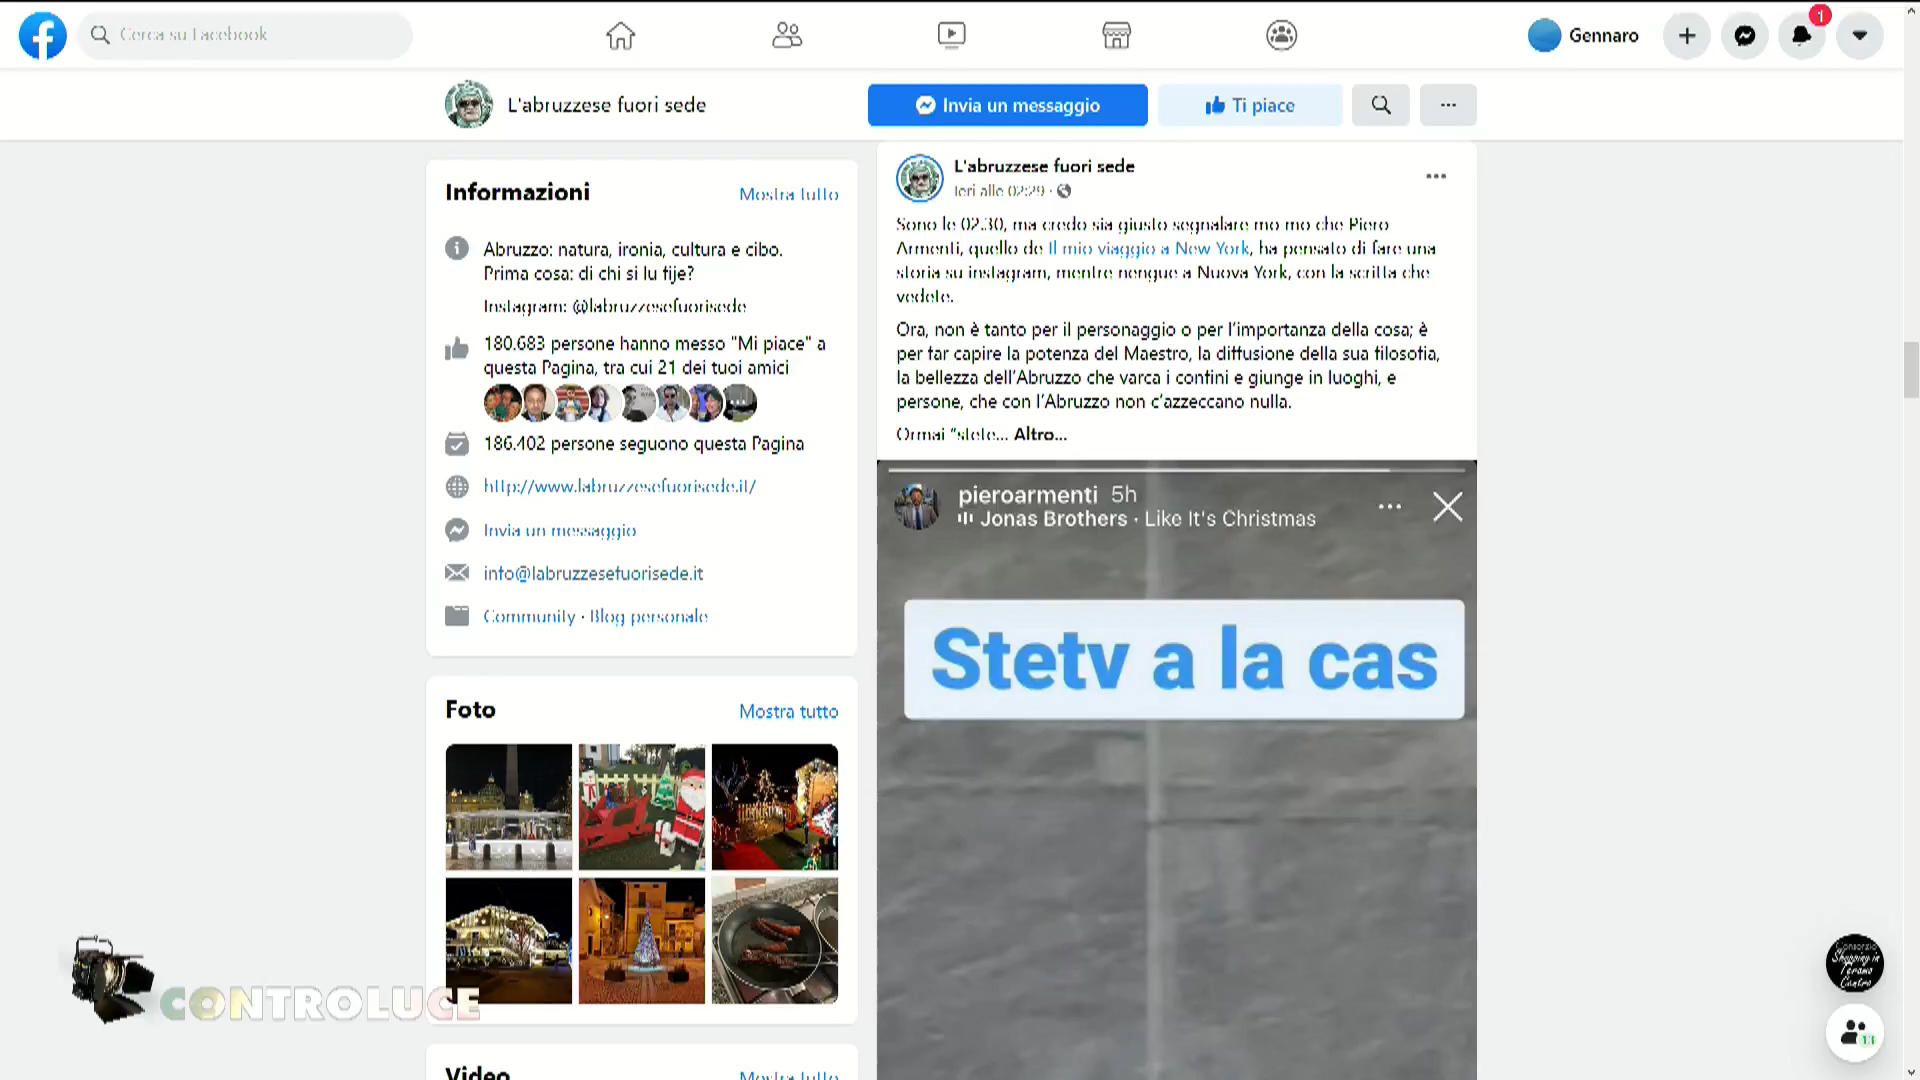 Cerca su Facebook
Gennaro
1
L'abruzzese fuori sede
Invia un messaggio
Ti piace
Informazioni
Mostra tutto
Abruzzo: natura, ironia, cultura e cibo.
Prima cosa: di chi si lu fije?
Instagram: @labruzzesefuorisede
180.683 persone hanno messo "Mi piace" a
questa Pagina, tra cui 21 dei tuoi amici
186.402 persone seguono questa Pagina
http://www.labruzzesefuorisede.it/
Invia un messaggio
info@labruzzesefuorisede.it
Community · Blog personale
Foto
Mostra tutto
Video
Mostra tutto
L'abruzzese fuori sede
Ieri alle 02:29 ·
Sono le 02.30, ma credo sia giusto segnalare mo mo che Piero
Armenti, quello de Il mio viaggio a New York, ha pensato di fare una
storia su instagram, mentre nengue a Nuova York, con la scritta che
vedete.
Ora, non è tanto per il personaggio o per l'importanza della cosa; è
per far capire la potenza del Maestro, la diffusione della sua filosofia,
la bellezza dell'Abruzzo che varca i confini e giunge in luoghi, e
persone, che con l'Abruzzo non c'azzeccano nulla.
Ormai "stete... Altro...
pieroarmenti 5h
Jonas Brothers · Like It's Christmas
Stetv a la cas
CONTROLUCE
Consorzio
Shopping in
Teramo
Centro
13